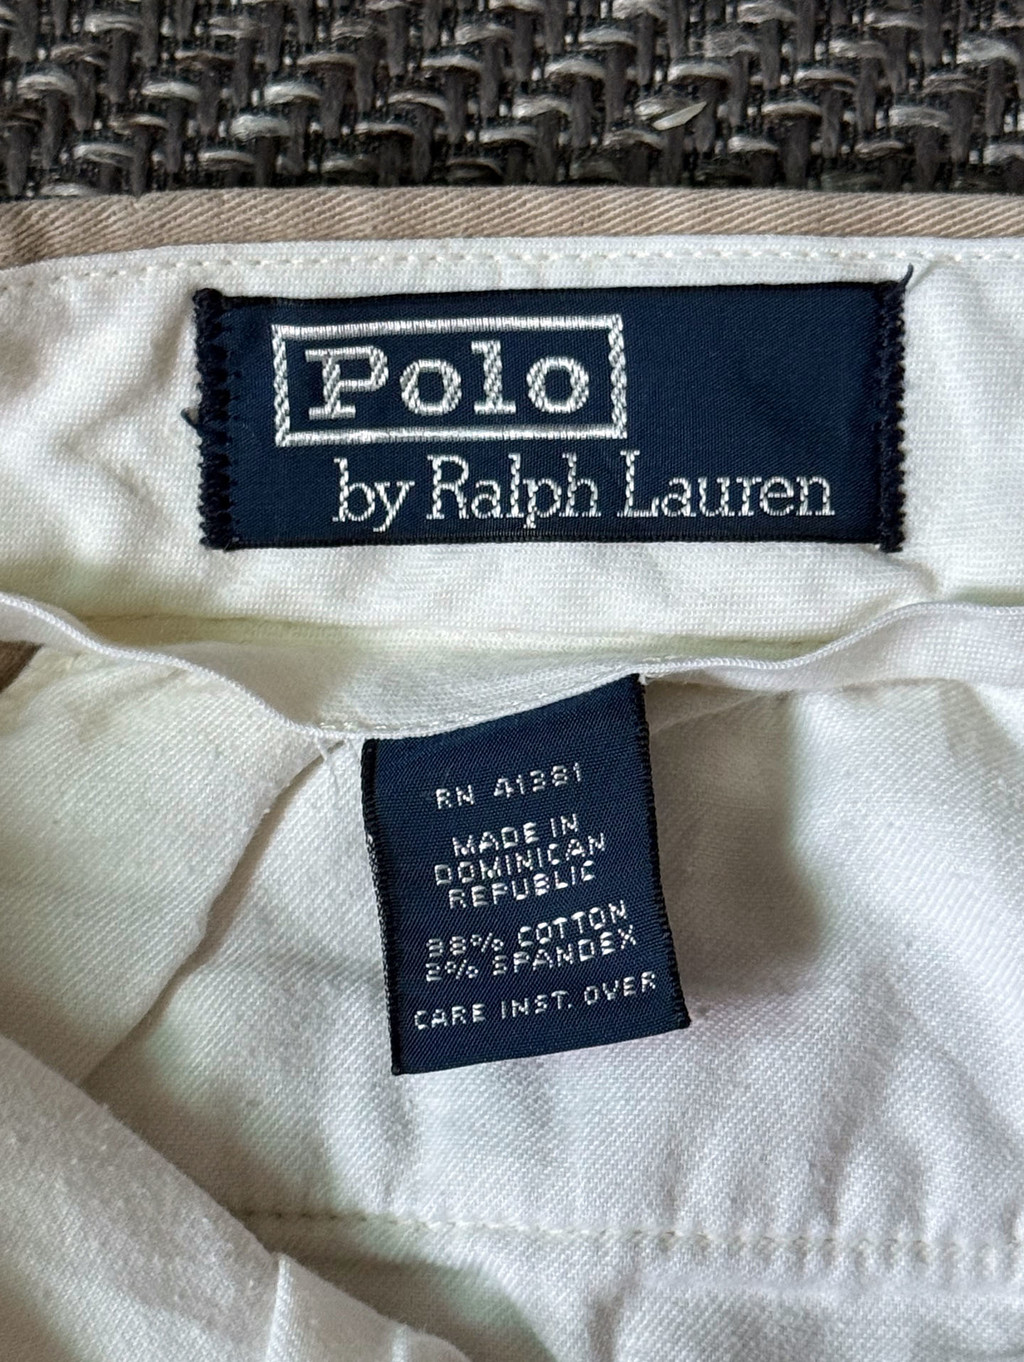 Polo
by Ralph Lauren
RN 41381
MADE IN
DOMINICAN
REPUBLIC
98% COTTON
2% SPANDEX
CARE INST. OVER